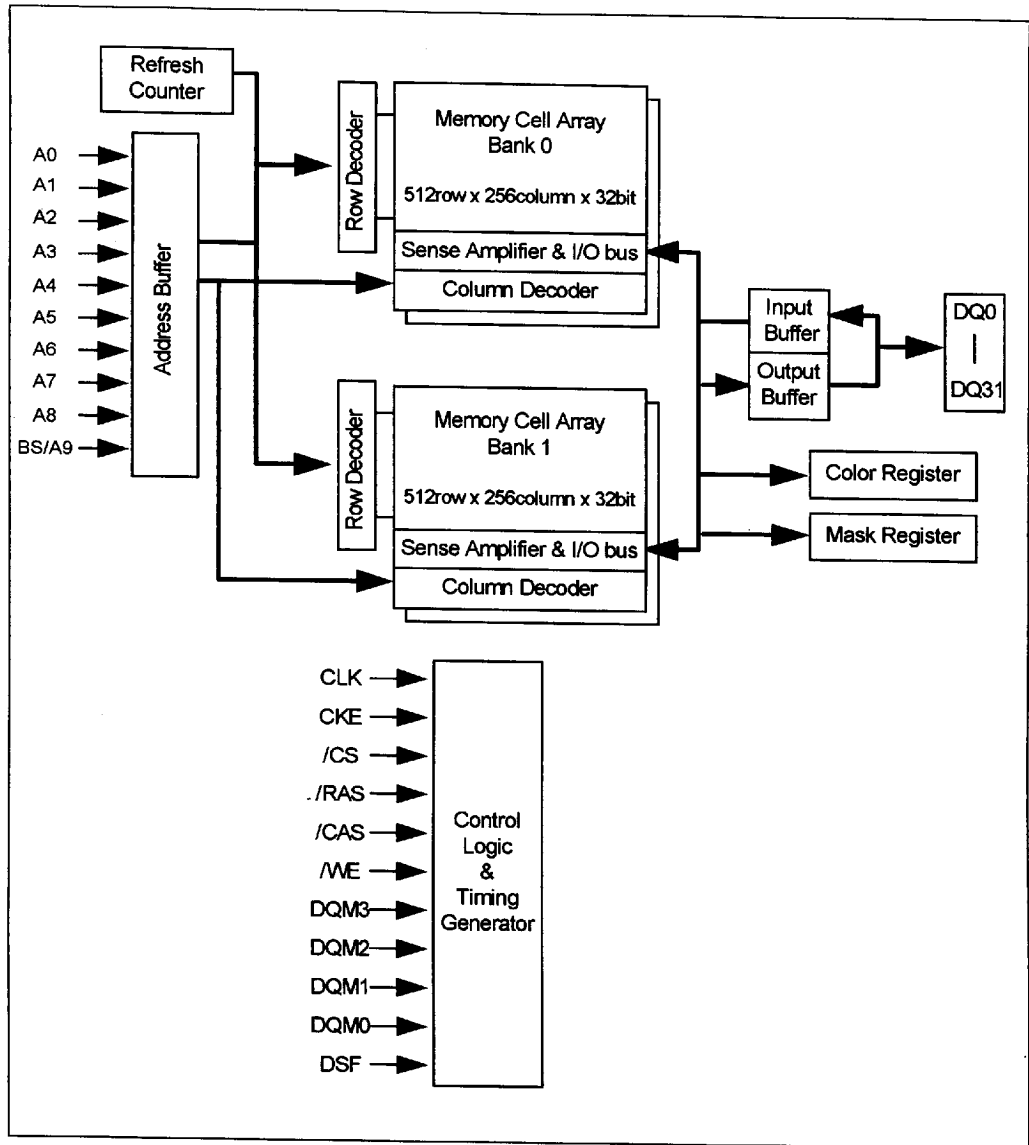 Refresh
Counter
A0
A1
A2
A3
A4
A5
A6
A7
A8
BS/A9
Address Buffer
Row Decoder
Memory Cell Array
Bank 0
512row x 256column x 32bit
Sense Amplifier & I/O bus
Column Decoder
Row Decoder
Memory Cell Array
Bank 1
512row x 256column x 32bit
Sense Amplifier & I/O bus
Column Decoder
Input
Buffer
Output
Buffer
DQ0
DQ31
Color Register
Mask Register
CLK
CKE
/CS
/RAS
/CAS
/WE
DQM3
DQM2
DQM1
DQM0
DSF
Control
Logic
&
Timing
Generator